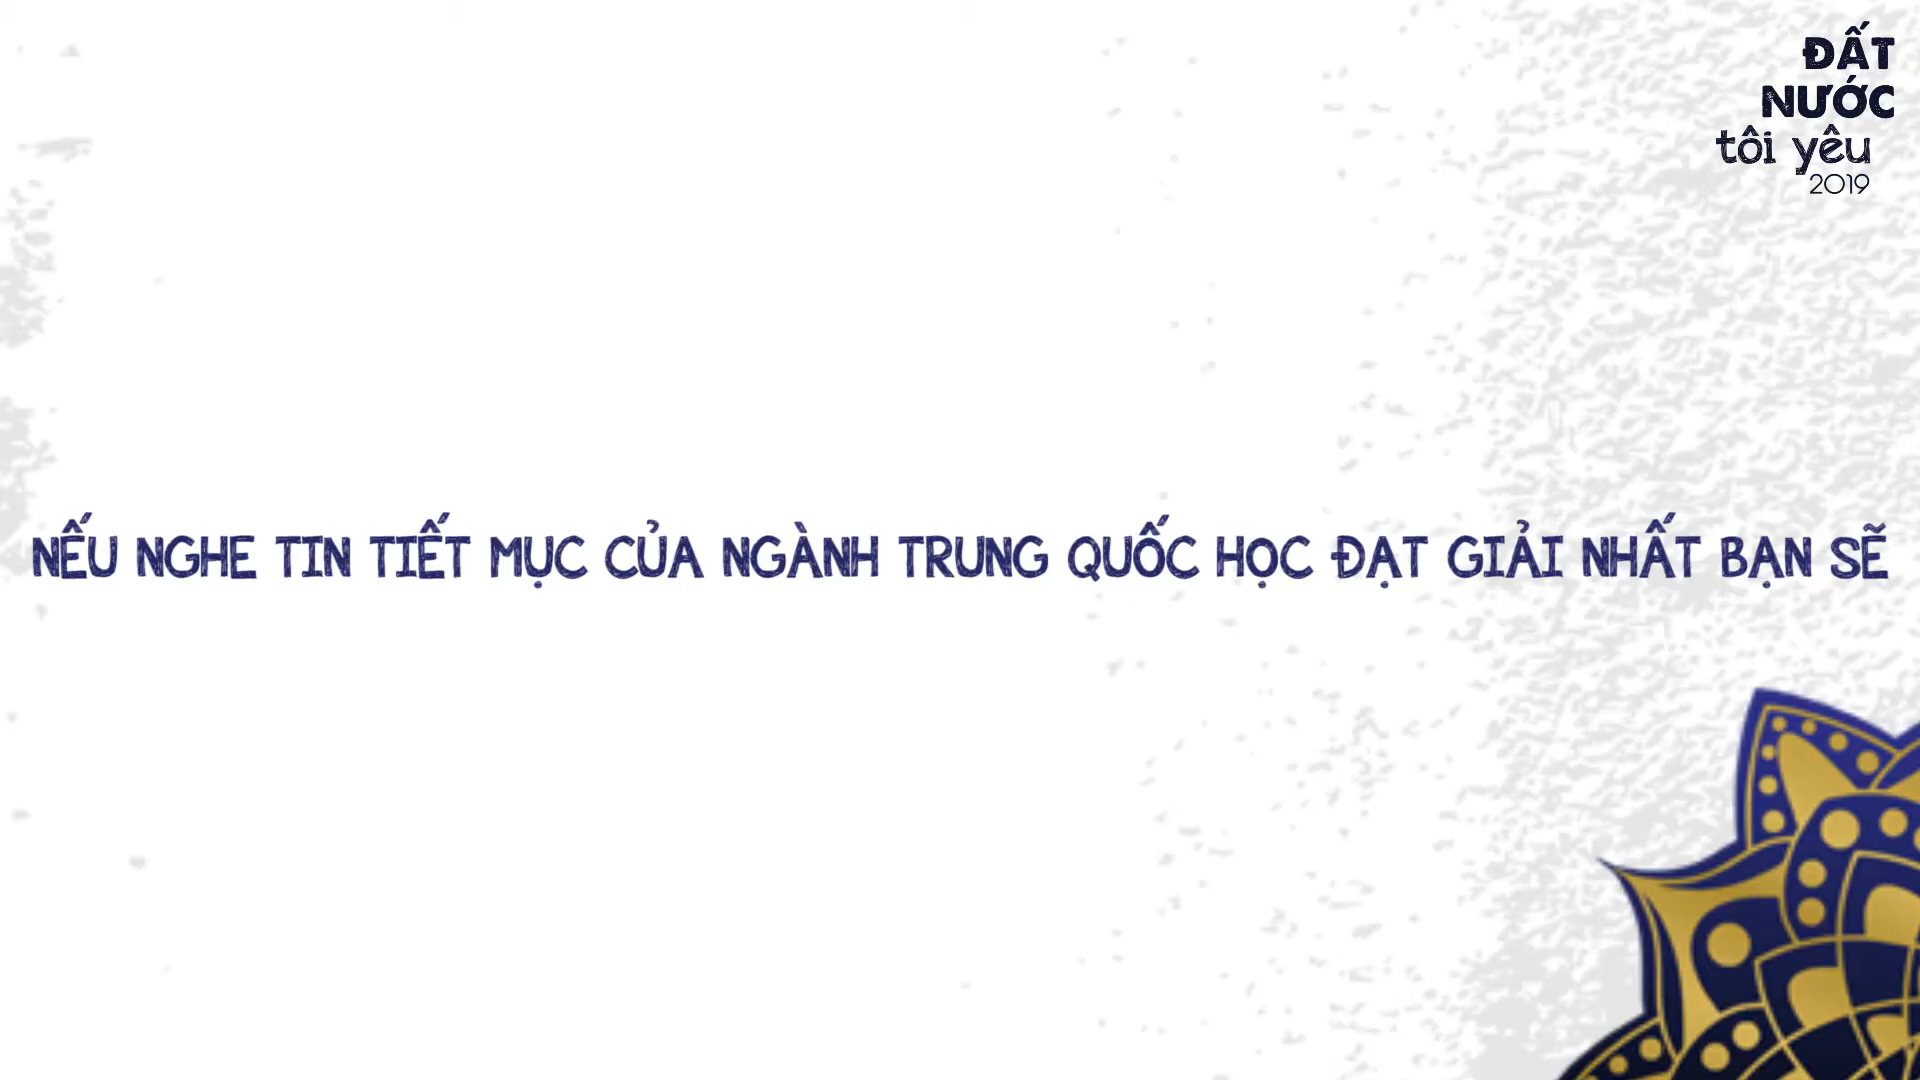 ĐẤT
NƯỚC
tôi yêu
2019
NẾU NGHE TIN TIẾT MỤC CỦA NGÀNH TRUNG QUỐC HỌC ĐẠT GIẢI NHẤT BẠN SẼ